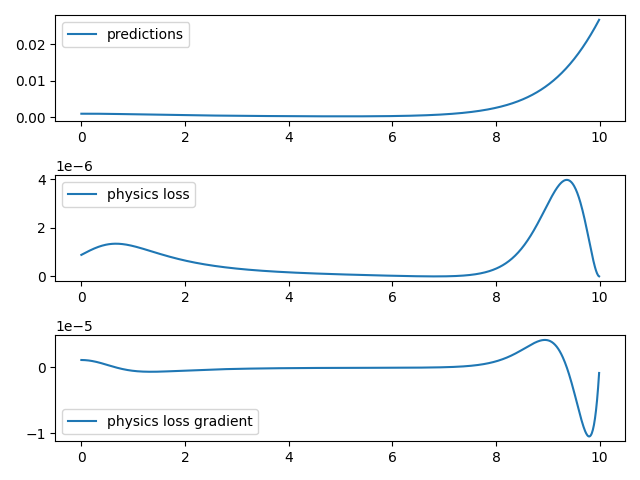 predictions
0.02
0.01
0.00
0 2 4 6 8 10
1e−6
physics loss
4
2
0
0 2 4 6 8 10
1e−5
0
physics loss gradient
−1
0 2 4 6 8 10